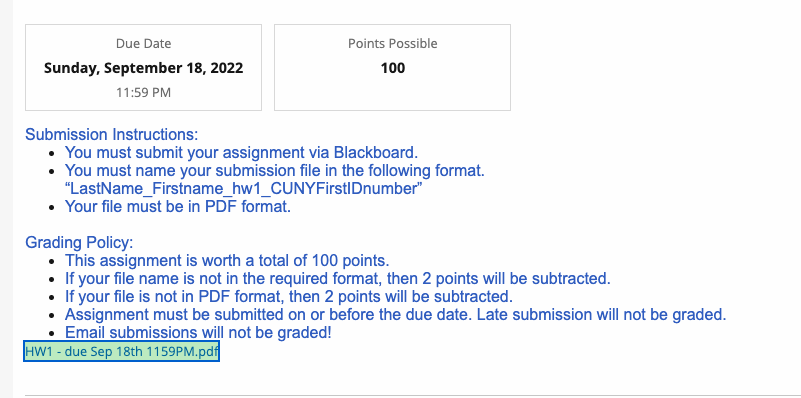 Due Date
Sunday, September 18, 2022
11:59 PM
Points Possible
100
Submission Instructions:
• You must submit your assignment via Blackboard.
• You must name your submission file in the following format.
“LastName_Firstname_hw1_CUNYFirstIDnumber”
• Your file must be in PDF format.
Grading Policy:
• This assignment is worth a total of 100 points.
• If your file name is not in the required format, then 2 points will be subtracted.
• If your file is not in PDF format, then 2 points will be subtracted.
• Assignment must be submitted on or before the due date. Late submission will not be graded.
• Email submissions will not be graded!
HW1 - due Sep 18th 1159PM.pdf